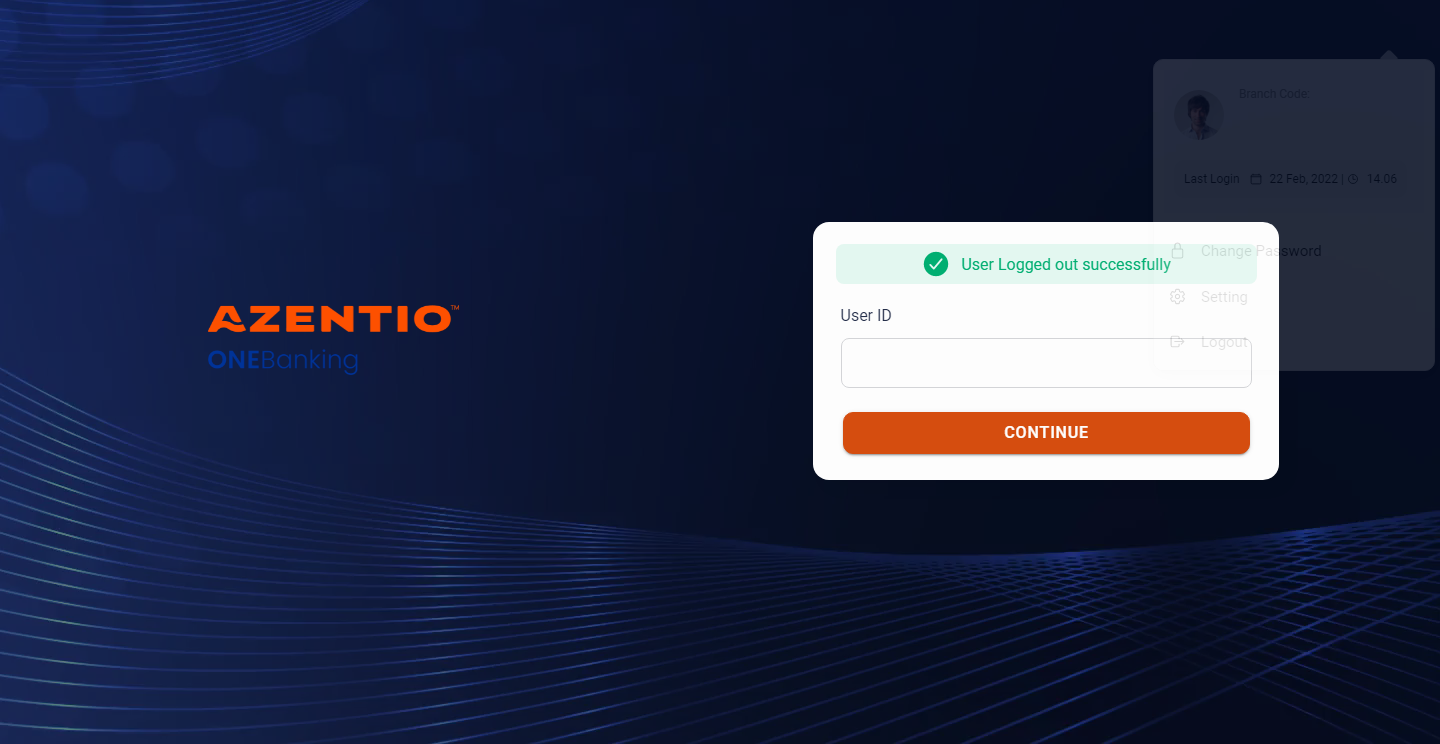 Branch Code:
Last Login 22 Feb, 2022 | 14:06
User Logged out successfully
Change Password
Setting
Logout
User ID
CONTINUE
AZENTIO™
ONEBanking